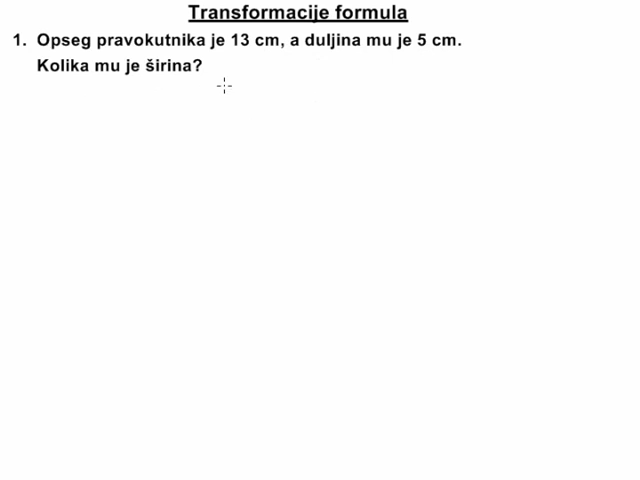 Transformacije formula
1. Opseg pravokutnika je 13 cm, a duljina mu je 5 cm.
Kolika mu je širina?